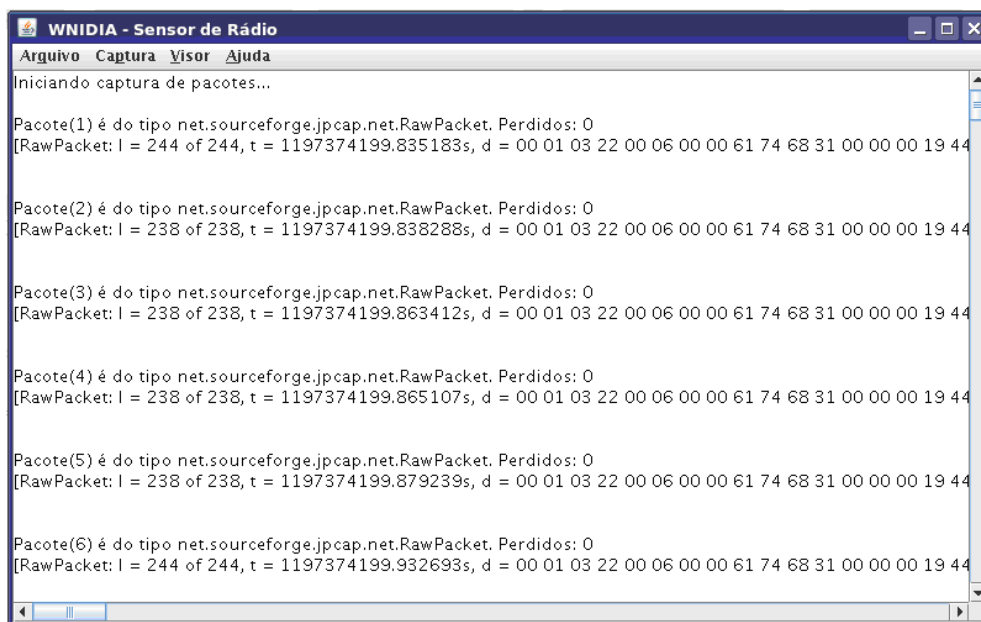 WNIDIA - Sensor de Rádio
Arquivo Captura Visor Ajuda
Iniciando captura de pacotes...
Pacote(1) é do tipo net.sourceforge.jpcap.net.RawPacket. Perdidos: 0
[RawPacket: l = 244 of 244, t = 1197374199.835183s, d = 00 01 03 22 00 06 00 00 61 74 68 31 00 00 00 19 44
Pacote(2) é do tipo net.sourceforge.jpcap.net.RawPacket. Perdidos: 0
[RawPacket: l = 238 of 238, t = 1197374199.838288s, d = 00 01 03 22 00 06 00 00 61 74 68 31 00 00 00 19 44
Pacote(3) é do tipo net.sourceforge.jpcap.net.RawPacket. Perdidos: 0
[RawPacket: l = 238 of 238, t = 1197374199.863412s, d = 00 01 03 22 00 06 00 00 61 74 68 31 00 00 00 19 44
Pacote(4) é do tipo net.sourceforge.jpcap.net.RawPacket. Perdidos: 0
[RawPacket: l = 238 of 238, t = 1197374199.865107s, d = 00 01 03 22 00 06 00 00 61 74 68 31 00 00 00 19 44
Pacote(5) é do tipo net.sourceforge.jpcap.net.RawPacket. Perdidos: 0
[RawPacket: l = 238 of 238, t = 1197374199.879239s, d = 00 01 03 22 00 06 00 00 61 74 68 31 00 00 00 19 44
Pacote(6) é do tipo net.sourceforge.jpcap.net.RawPacket. Perdidos: 0
[RawPacket: l = 244 of 244, t = 1197374199.932693s, d = 00 01 03 22 00 06 00 00 61 74 68 31 00 00 00 19 44